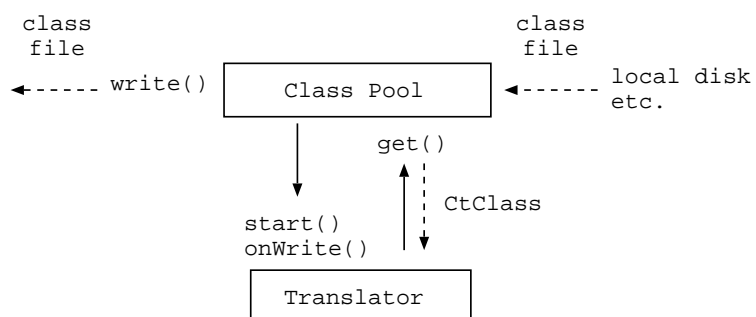 class
file
class
file
write()
Class Pool
local disk
etc.
get()
CtClass
start()
onWrite()
Translator